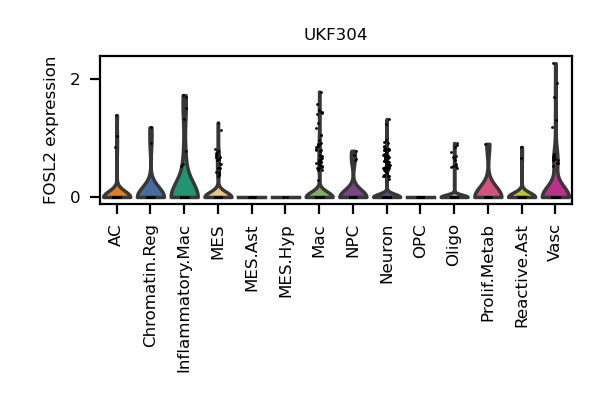 UKF304
FOSL2 expression
2
0
AC
Chromatin.Reg
Inflammatory.Mac
MES
MES.Ast
MES.Hyp
Mac
NPC
Neuron
OPC
Oligo
Prolif.Metab
Reactive.Ast
Vasc